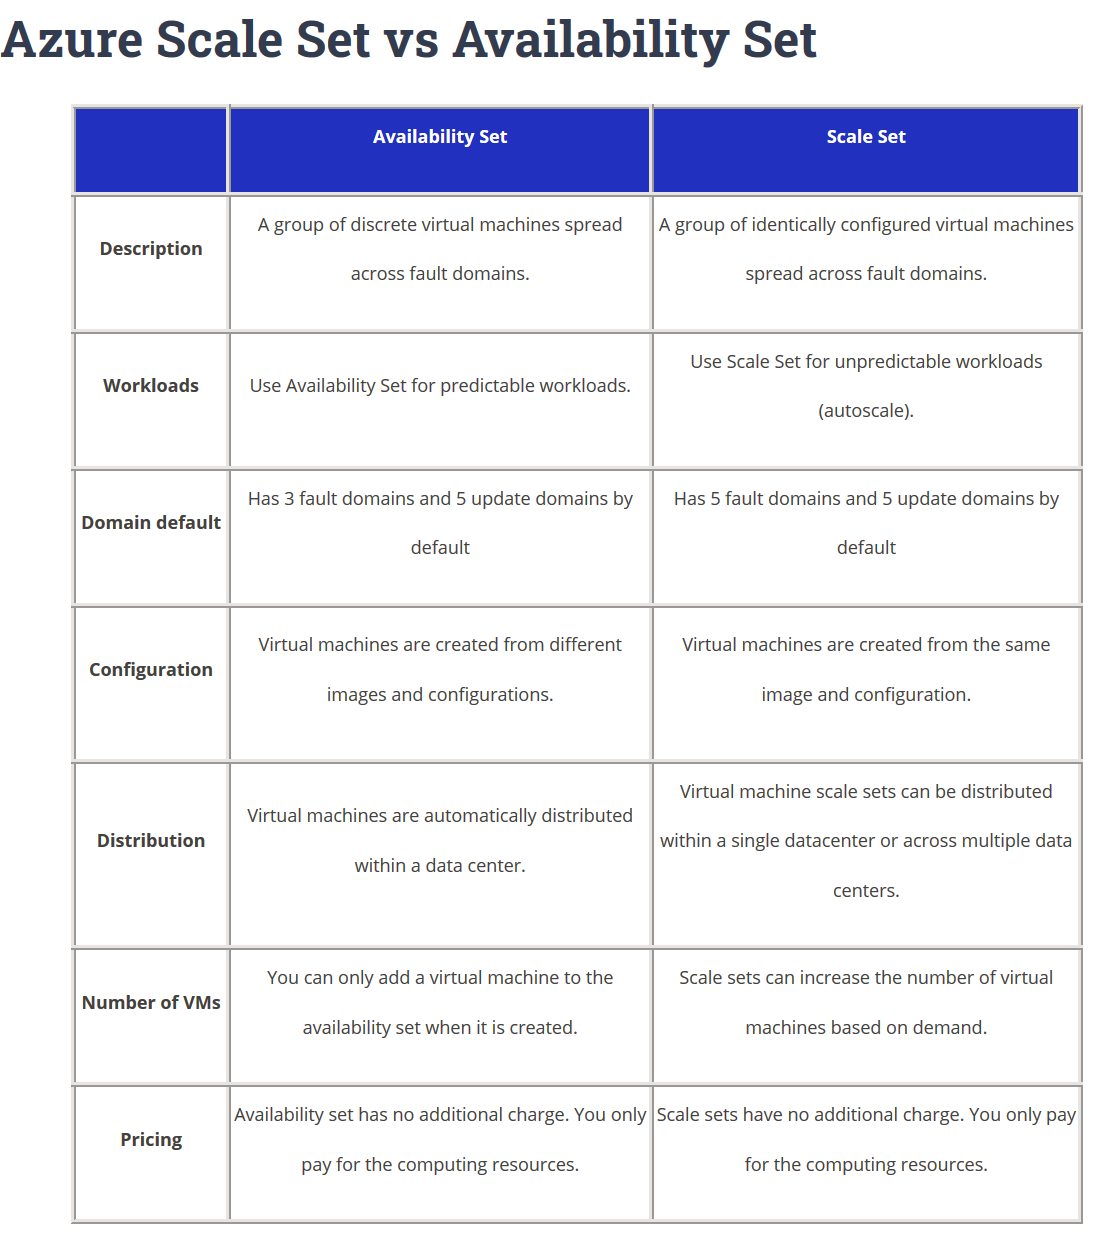 Azure Scale Set vs Availability Set
Availability Set
Scale Set
Description
A group of discrete virtual machines spread
across fault domains.
A group of identically configured virtual machines
spread across fault domains.
Workloads
Use Availability Set for predictable workloads.
Use Scale Set for unpredictable workloads
(autoscale).
Domain default
Has 3 fault domains and 5 update domains by
default
Has 5 fault domains and 5 update domains by
default
Configuration
Virtual machines are created from different
images and configurations.
Virtual machines are created from the same
image and configuration.
Distribution
Virtual machines are automatically distributed
within a data center.
Virtual machine scale sets can be distributed
within a single datacenter or across multiple data
centers.
Number of VMs
You can only add a virtual machine to the
availability set when it is created.
Scale sets can increase the number of virtual
machines based on demand.
Pricing
Availability set has no additional charge. You only
pay for the computing resources.
Scale sets have no additional charge. You only pay
for the computing resources.